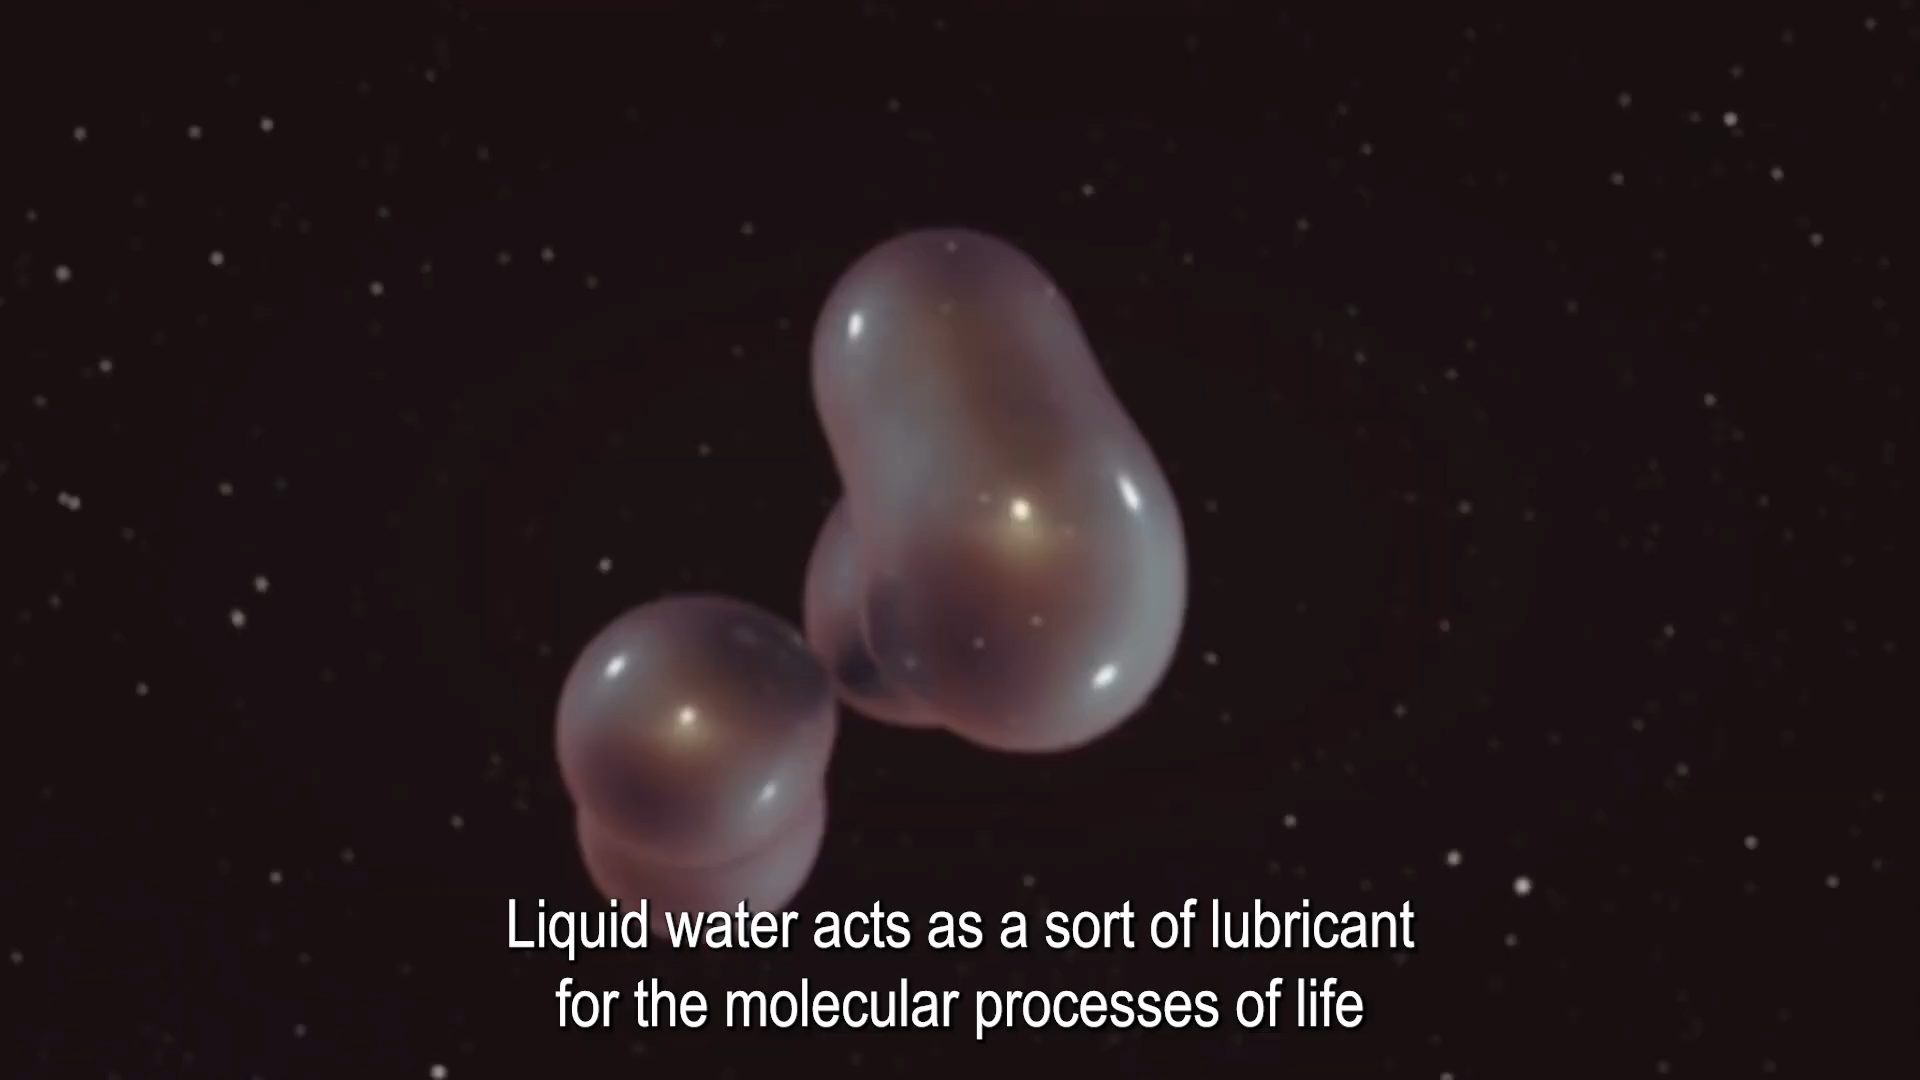 Liquid water acts as a sort of lubricant
for the molecular processes of life